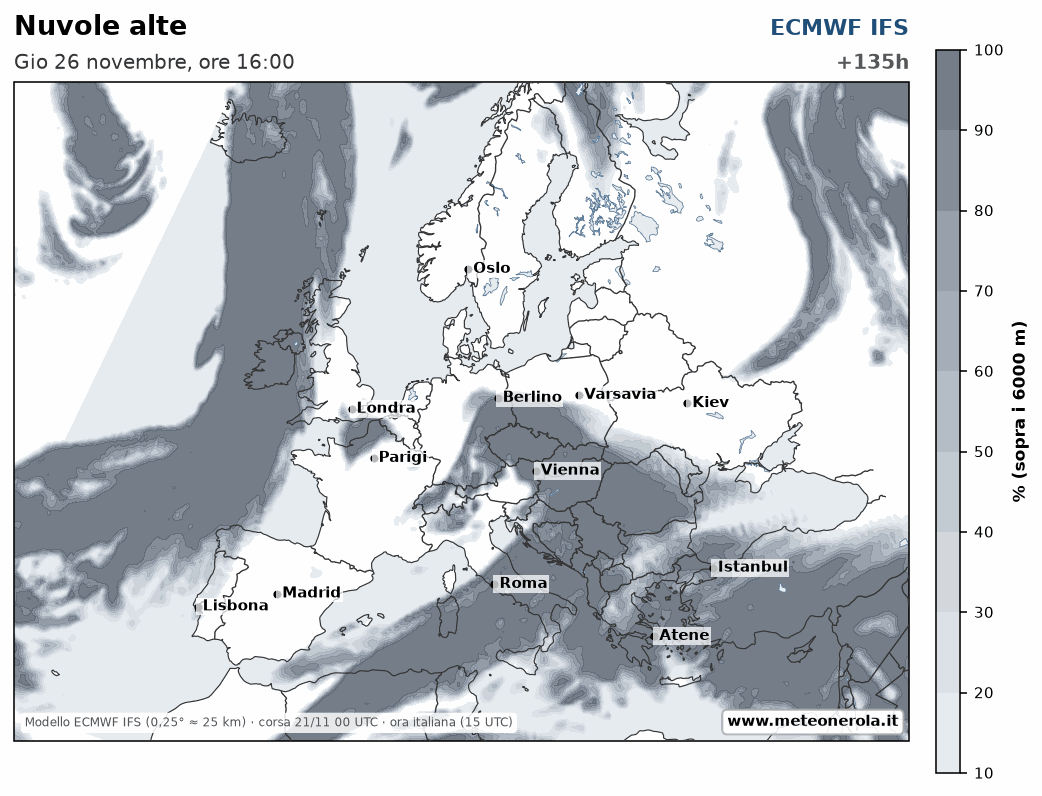 Nuvole alte
ECMWF IFS
Gio 26 novembre, ore 16:00
+135h
100
90
80
70
60
50
40
30
20
10
% (sopra i 6000 m)
Oslo
Londra
Berlino
Varsavia
Kiev
Parigi
Vienna
Istanbul
Roma
Madrid
Lisbona
Atene
Modello ECMWF IFS (0,25° ≈ 25 km) · corsa 21/11 00 UTC · ora italiana (15 UTC)
www.meteonerola.it